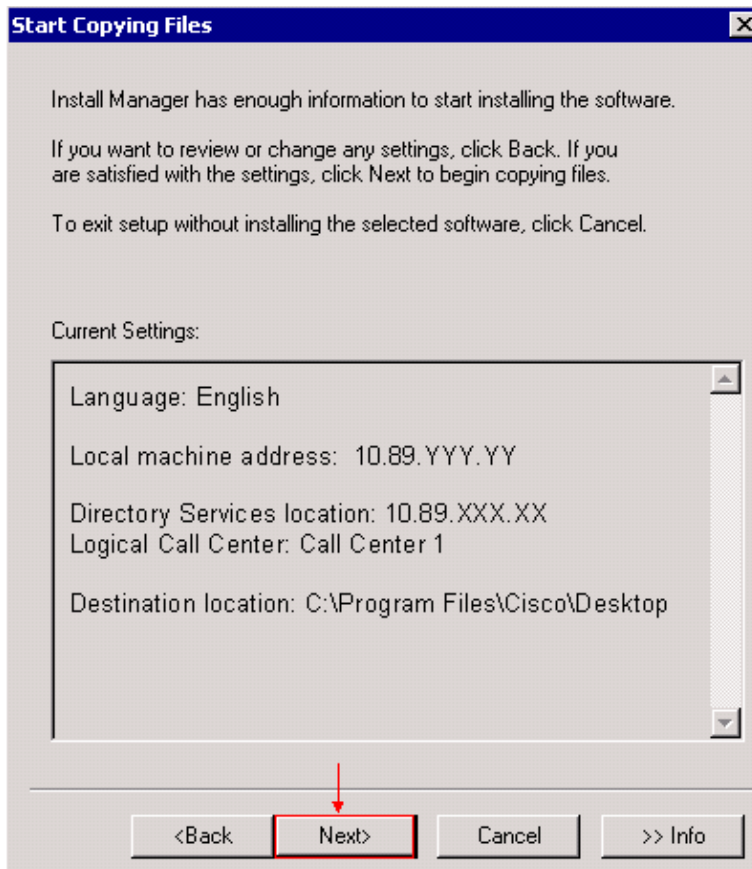 Start Copying Files
Install Manager has enough information to start installing the software.
If you want to review or change any settings, click Back. If you
are satisfied with the settings, click Next to begin copying files.
To exit setup without installing the selected software, click Cancel.
Current Settings:
Language: English
Local machine address: 10.89.YYY.YY
Directory Services location: 10.89.XXX.XX
Logical Call Center: Call Center 1
Destination location: C:\Program Files\Cisco\Desktop
<Back Next> Cancel >> Info